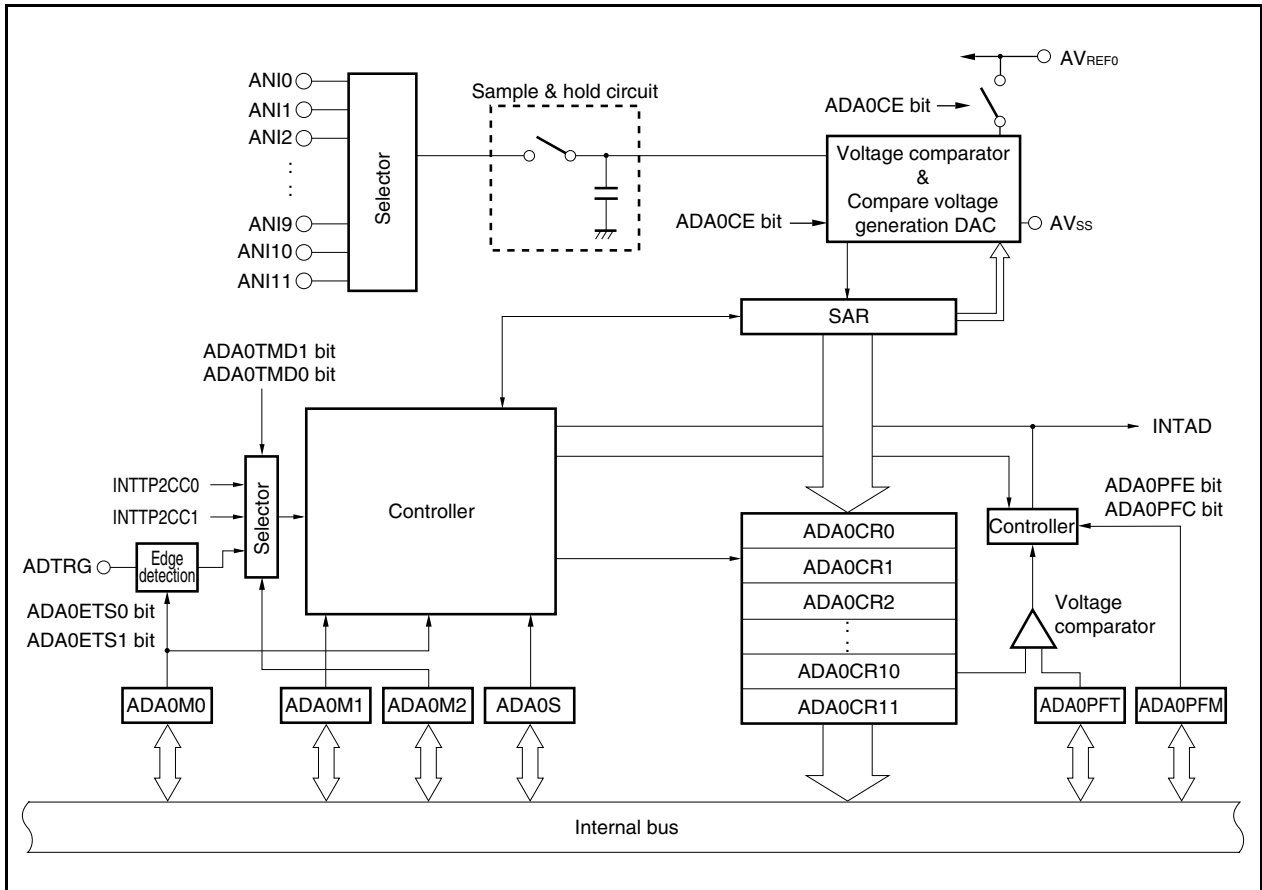 ANI0
ANI1
ANI2
ANI9
ANI10
ANI11
Selector
Sample & hold circuit
AVREF0
ADA0CE bit
Voltage comparator
&
Compare voltage
generation DAC
ADA0CE bit
AVSS
SAR
ADA0TMD1 bit
ADA0TMD0 bit
INTTP2CC0
INTTP2CC1
Selector
ADTRG
Edge
detection
ADA0ETS0 bit
ADA0ETS1 bit
Controller
INTAD
ADA0PFE bit
ADA0PFC bit
Controller
Voltage
comparator
ADA0CR0
ADA0CR1
ADA0CR2
ADA0CR10
ADA0CR11
ADA0M0
ADA0M1
ADA0M2
ADA0S
ADA0PFT
ADA0PFM
Internal bus